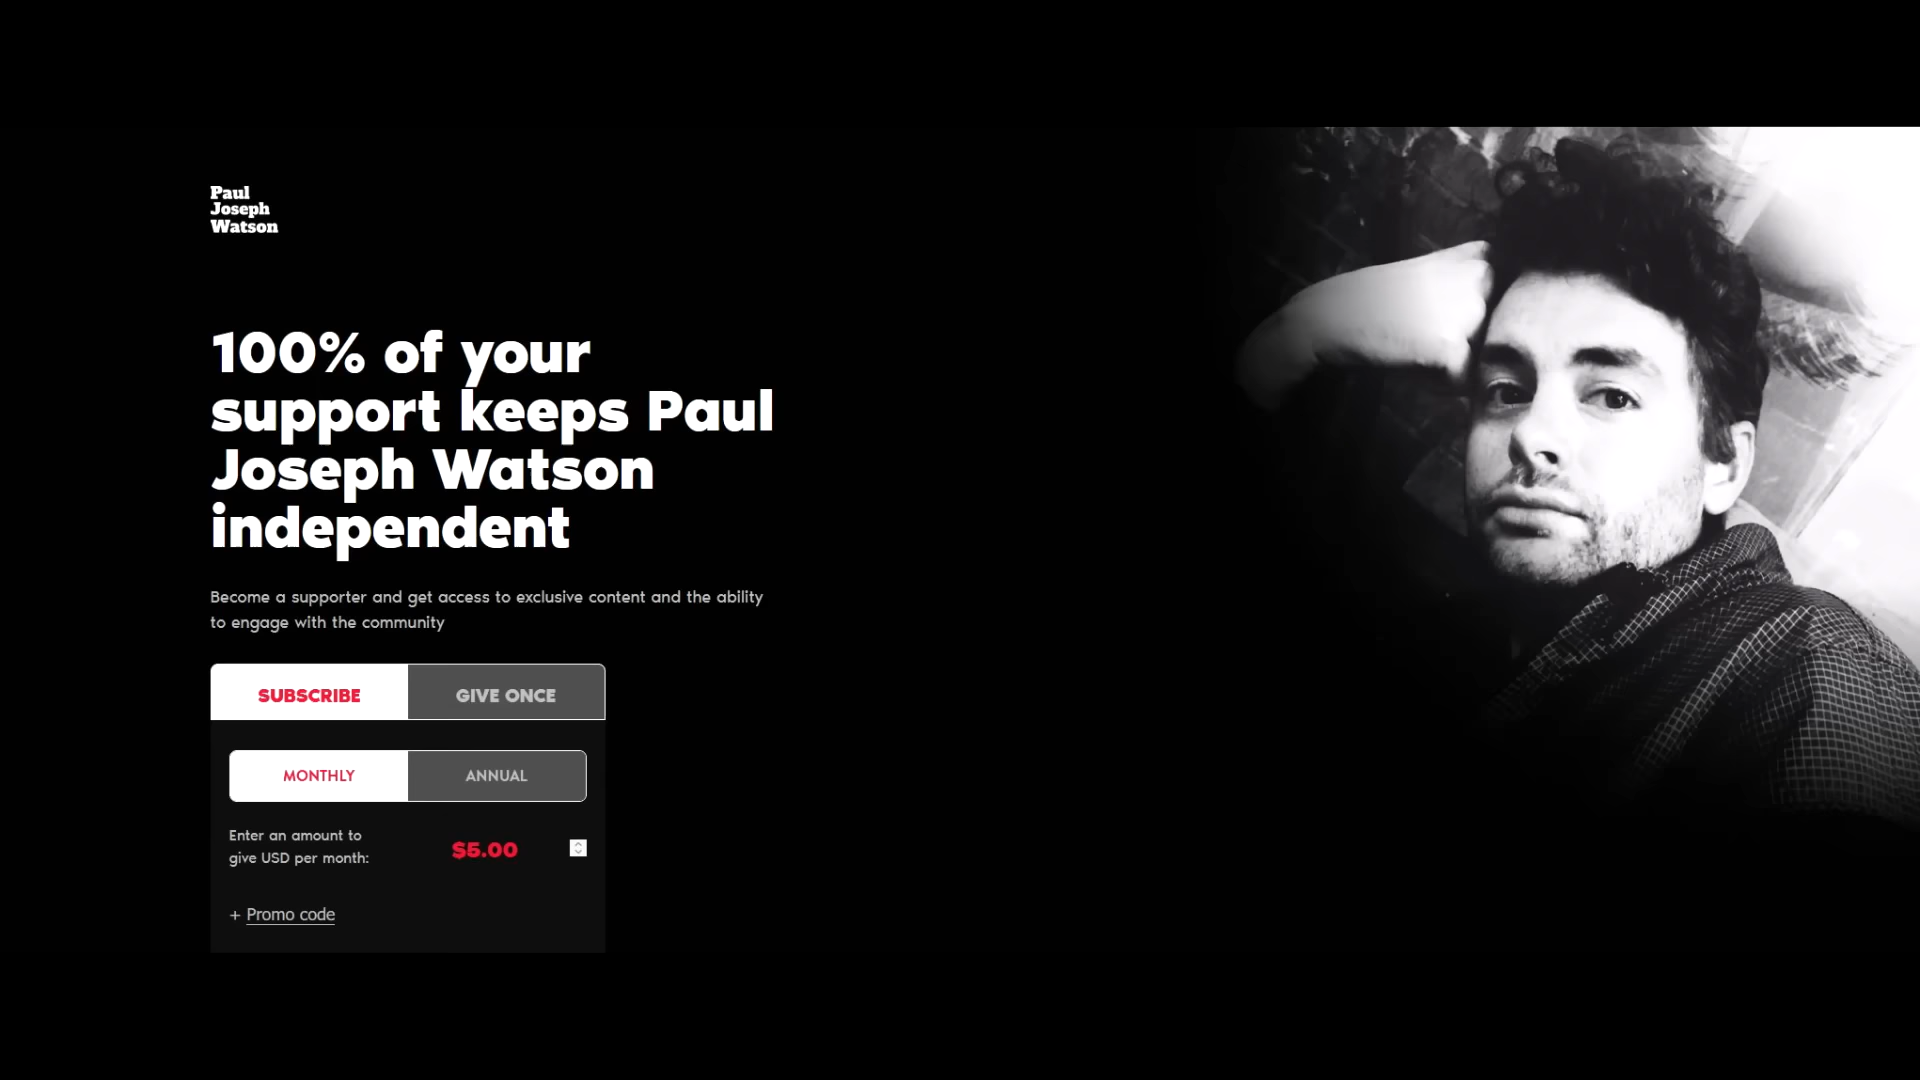 Paul
Joseph
Watson
100% of your
support keeps Paul
Joseph Watson
independent
Become a supporter and get access to exclusive content and the ability
to engage with the community
SUBSCRIBE
GIVE ONCE
MONTHLY
ANNUAL
Enter an amount to
give USD per month:
$5.00
+ Promo code